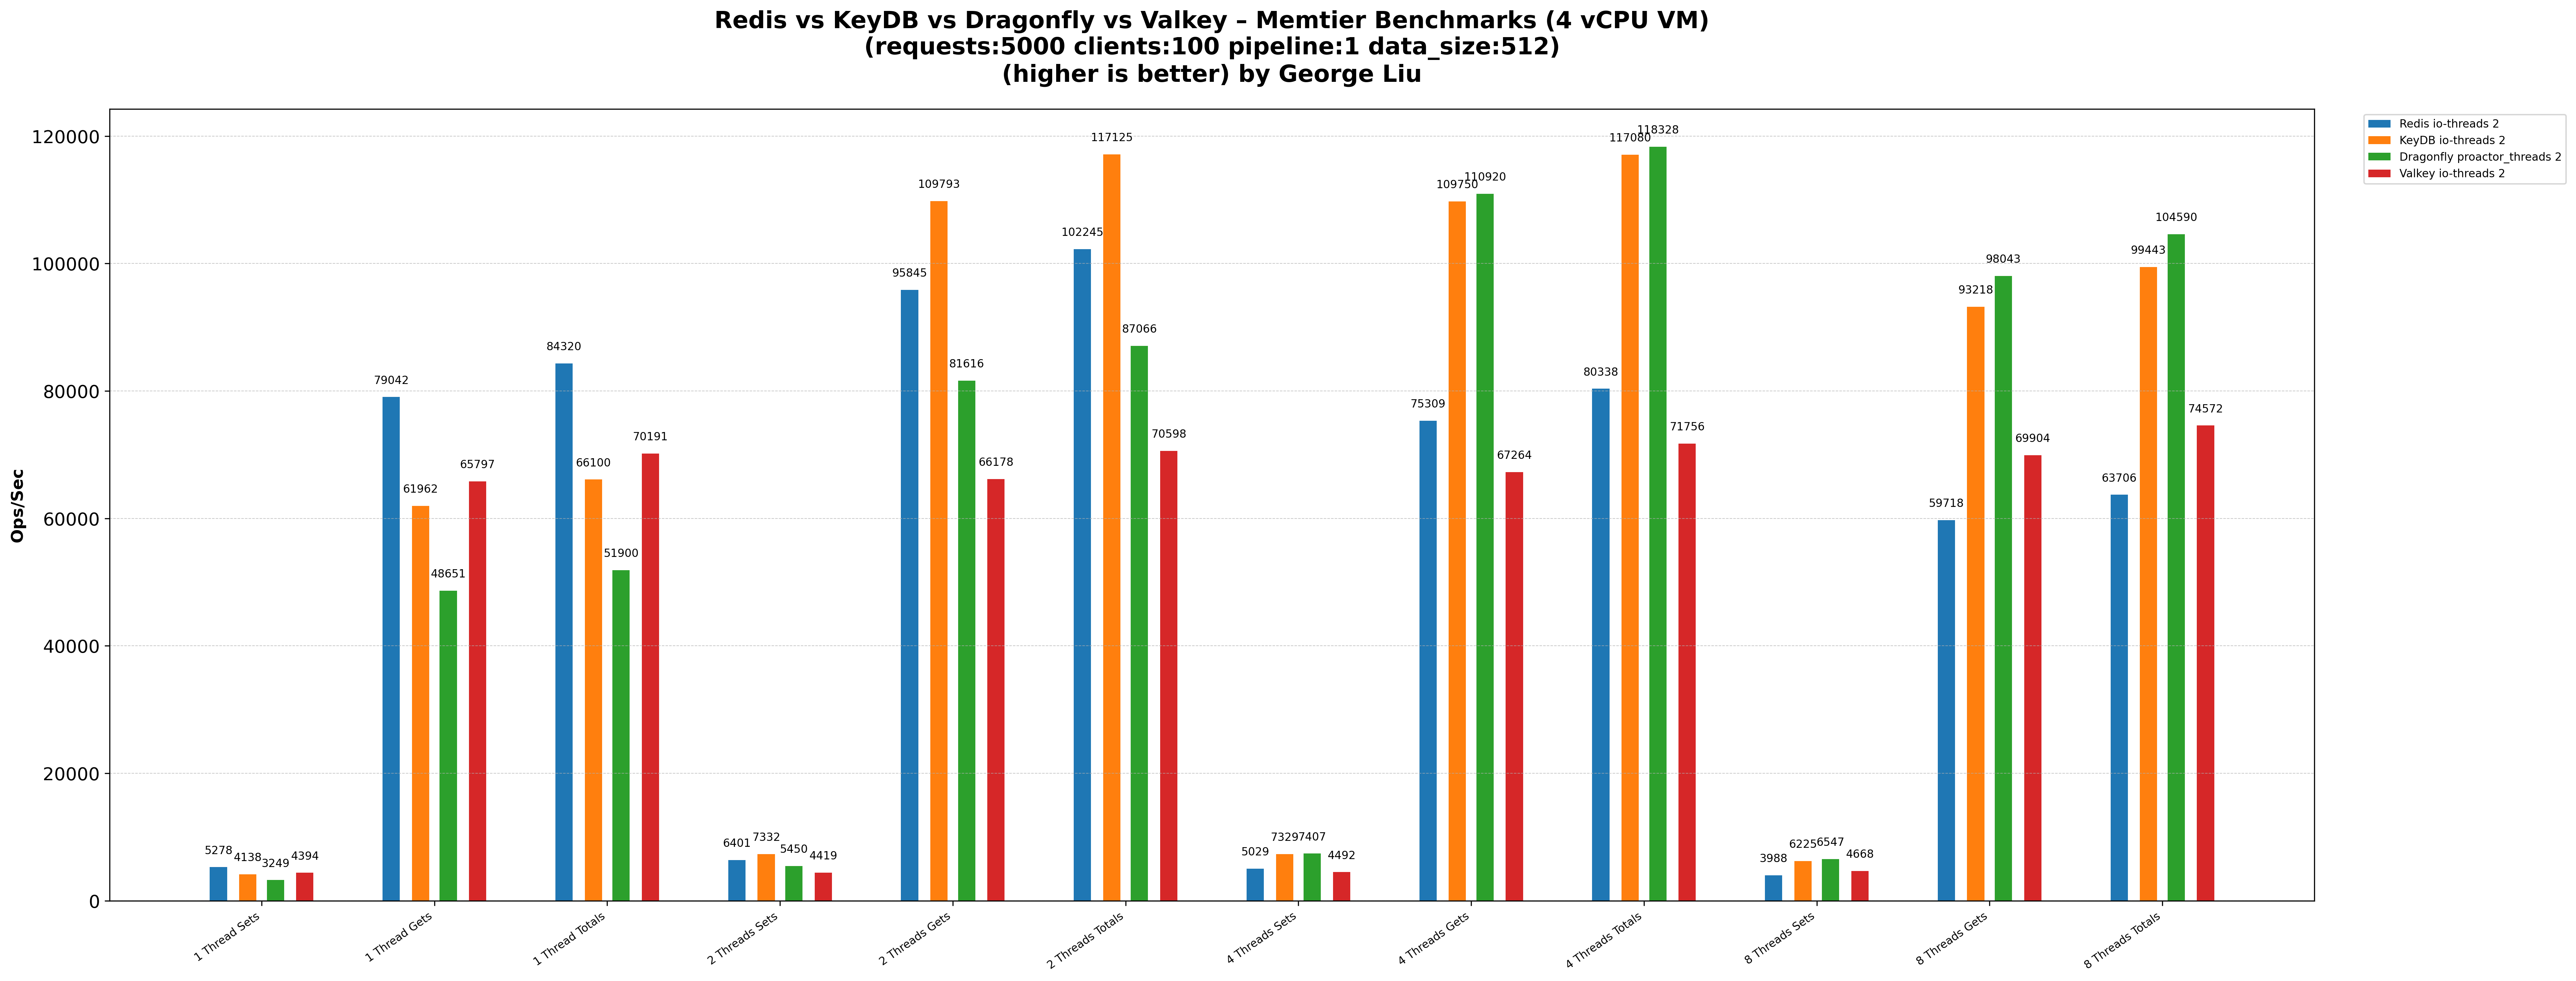 Redis vs KeyDB vs Dragonfly vs Valkey – Memtier Benchmarks (4 vCPU VM)
(requests:5000 clients:100 pipeline:1 data_size:512)
(higher is better) by George Liu
Redis io-threads 2
KeyDB io-threads 2
Dragonfly proactor_threads 2
Valkey io-threads 2
Ops/Sec
120000
100000
80000
60000
40000
20000
0
5278
4138
3249
4394
79042
61962
48651
65797
84320
66100
51900
70191
6401
7332
5450
4419
95845
109793
81616
66178
102245
117125
87066
70598
5029
7329
7407
4492
75309
109750
110920
67264
80338
117080
118328
71756
3988
6225
6547
4668
59718
93218
98043
69904
63706
99443
104590
74572
1 Thread Sets
1 Thread Gets
1 Thread Totals
2 Threads Sets
2 Threads Gets
2 Threads Totals
4 Threads Sets
4 Threads Gets
4 Threads Totals
8 Threads Sets
8 Threads Gets
8 Threads Totals